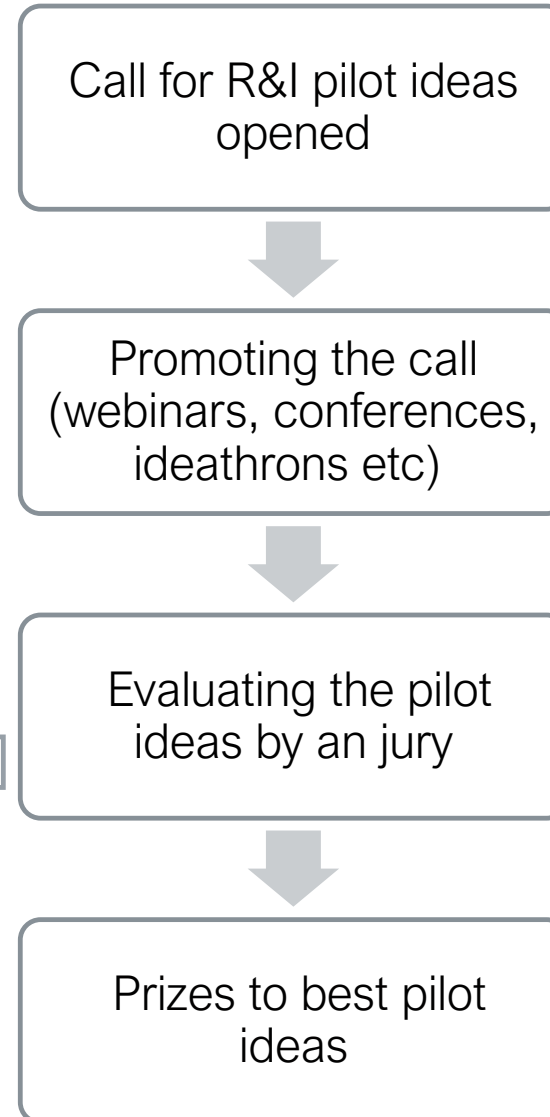 Call for R&I pilot ideas
opened
Promoting the call
(webinars, conferences,
ideathrons etc)
Evaluating the pilot
ideas by an jury
Prizes to best pilot
ideas